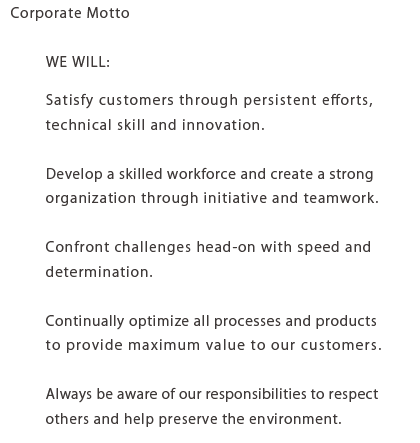 Corporate Motto
WE WILL:
Satisfy customers through persistent efforts,
technical skill and innovation.
Develop a skilled workforce and create a strong
organization through initiative and teamwork.
Confront challenges head-on with speed and
determination.
Continually optimize all processes and products
to provide maximum value to our customers.
Always be aware of our responsibilities to respect
others and help preserve the environment.